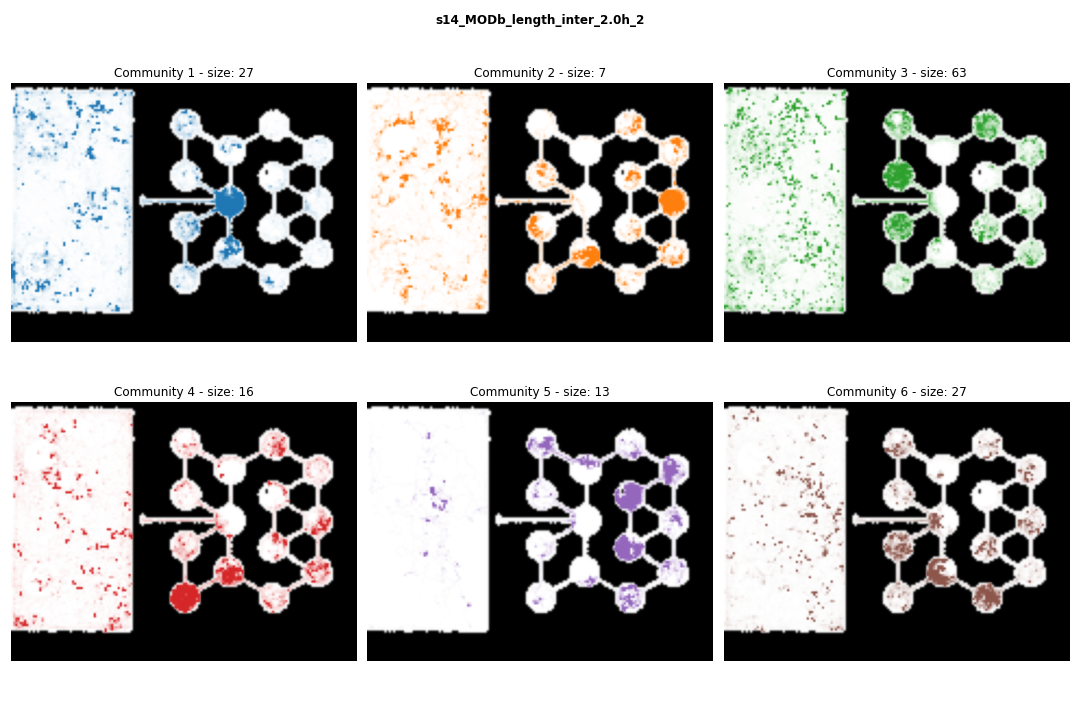 s14_MODb_length_inter_2.0h_2
Community 1 - size: 27
Community 2 - size: 7
Community 3 - size: 63
Community 4 - size: 16
Community 5 - size: 13
Community 6 - size: 27